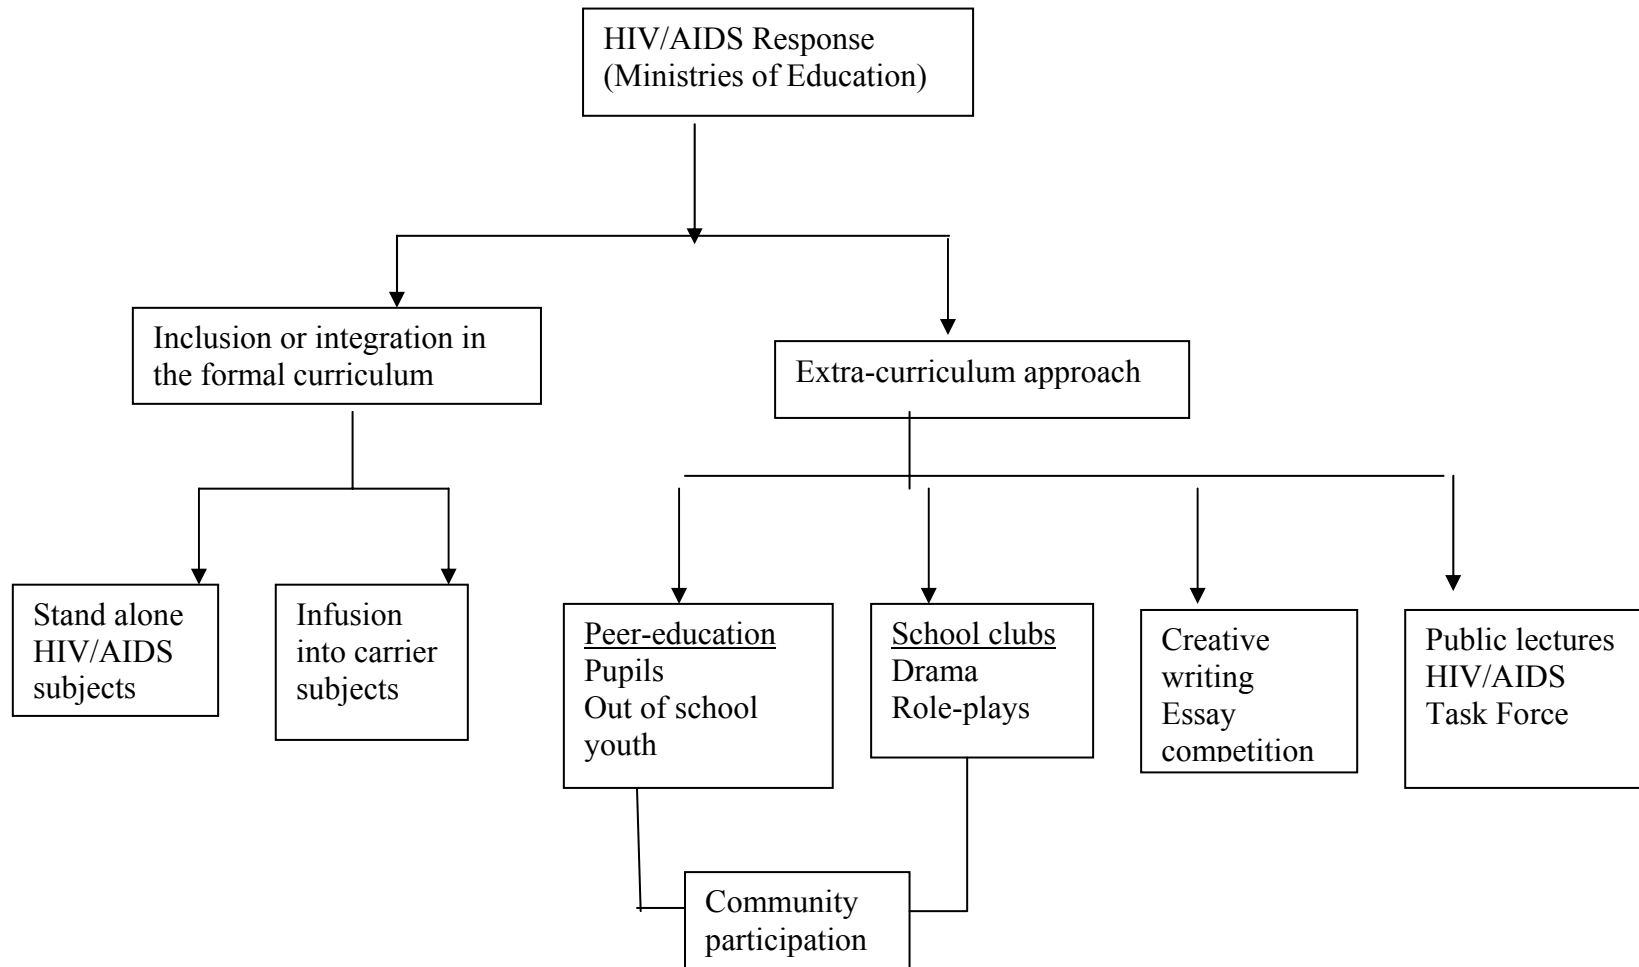 HIV/AIDS Response
(Ministries of Education)
Inclusion or integration in
the formal curriculum
Extra-curriculum approach
Stand alone
HIV/AIDS
subjects
Infusion
into carrier
subjects
Peer-education
Pupils
Out of school
youth
School clubs
Drama
Role-plays
Creative
writing
Essay
competition
Public lectures
HIV/AIDS
Task Force
Community
participation